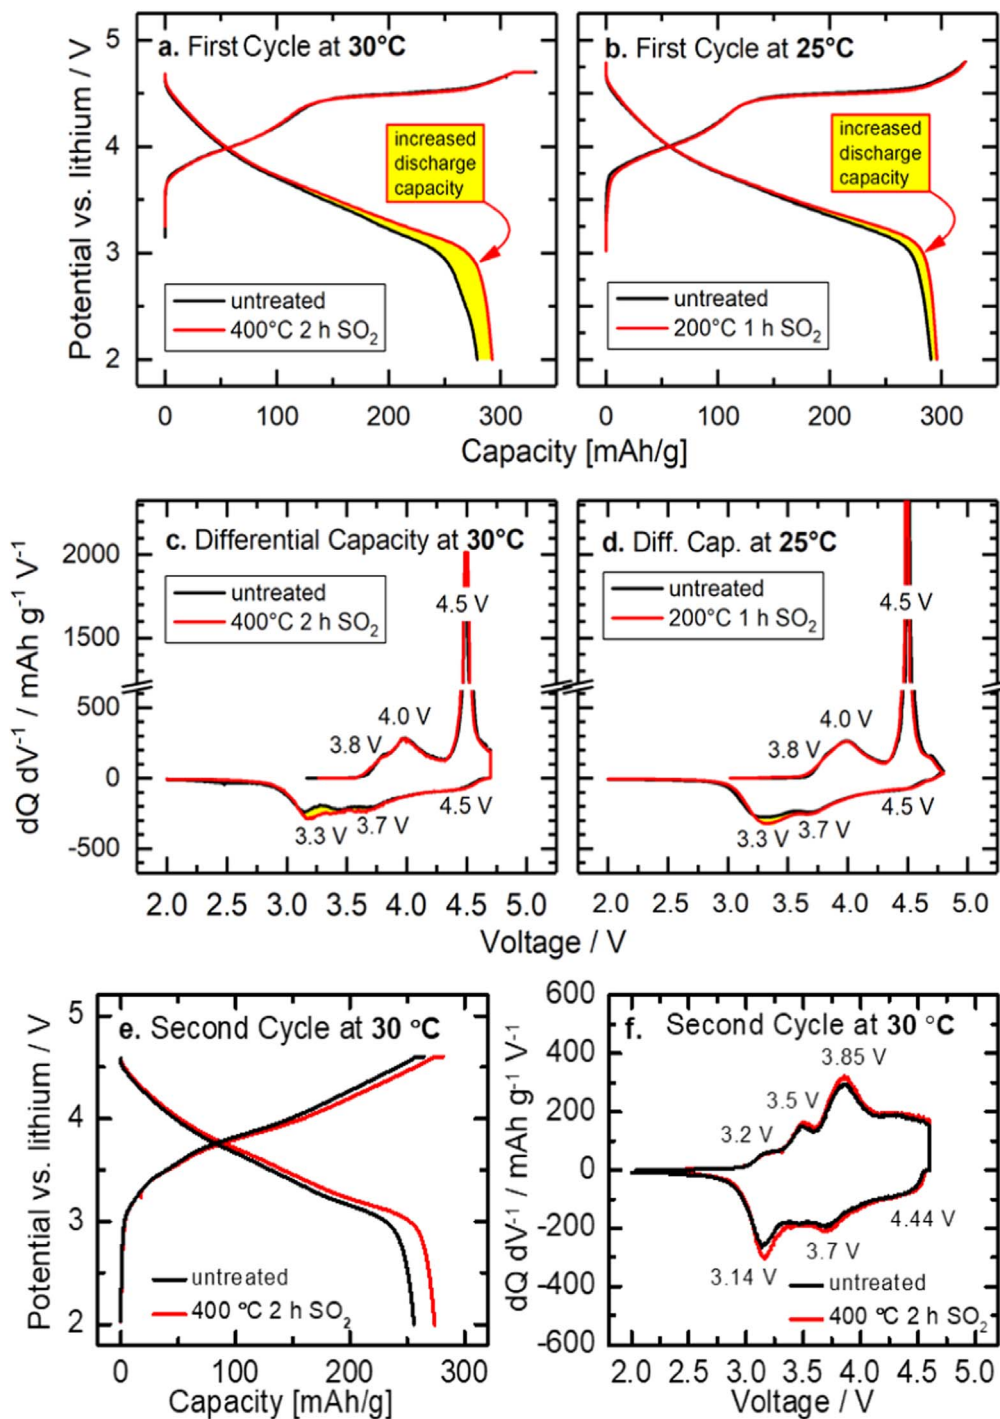 a. First Cycle at 30°C
b. First Cycle at 25°C
Potential vs. lithium / V
5
4
3
2
increased
discharge
capacity
increased
discharge
capacity
untreated
400°C 2 h SO2
untreated
200°C 1 h SO2
0 100 200 300
0 100 200 300
Capacity [mAh/g]
c. Differential Capacity at 30°C
d. Diff. Cap. at 25°C
dQ dV-1 / mAh g-1 V-1
2000
1500
500
0
-500
untreated
400°C 2 h SO2
untreated
200°C 1 h SO2
4.5 V
4.5 V
4.0 V
3.8 V
4.0 V
3.8 V
4.5 V
3.7 V
3.3 V
4.5 V
3.7 V
3.3 V
2.0 2.5 3.0 3.5 4.0 4.5 5.0
2.0 2.5 3.0 3.5 4.0 4.5 5.0
Voltage / V
e. Second Cycle at 30 °C
Potential vs. lithium / V
5
4
3
2
untreated
400 °C 2 h SO2
0 100 200 300
Capacity [mAh/g]
f. Second Cycle at 30 °C
dQ dV-1 / mAh g-1 V-1
600
400
200
0
-200
-400
-600
3.85 V
3.5 V
3.2 V
4.44 V
3.7 V
3.14 V
untreated
400 °C 2 h SO2
2.0 2.5 3.0 3.5 4.0 4.5 5.0
Voltage / V